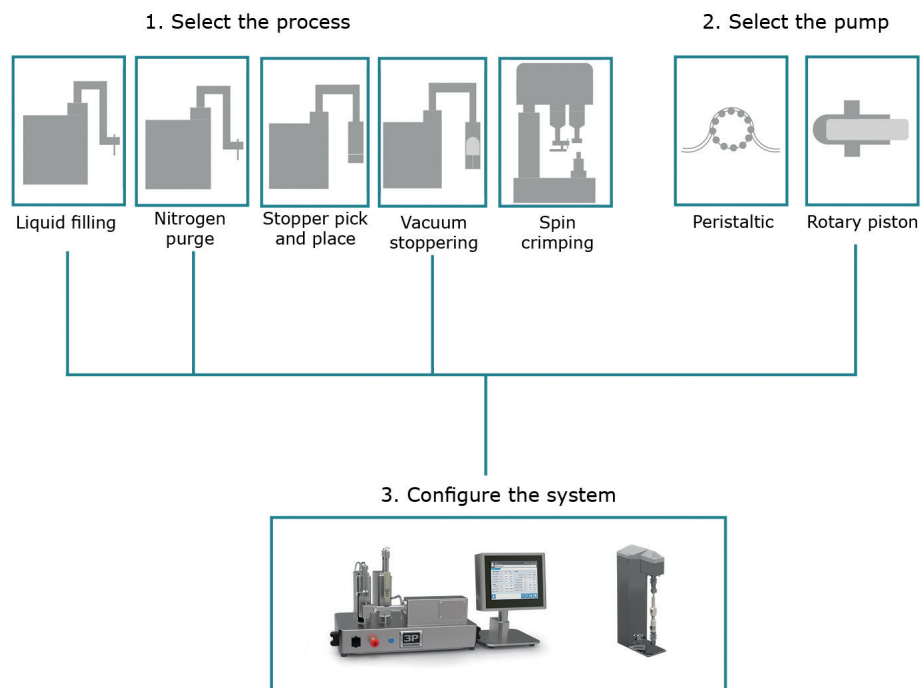 1. Select the process
2. Select the pump
Liquid filling
Nitrogen
purge
Stopper pick
and place
Vacuum
stoppering
Spin
crimping
Peristaltic
Rotary piston
3. Configure the system
3P